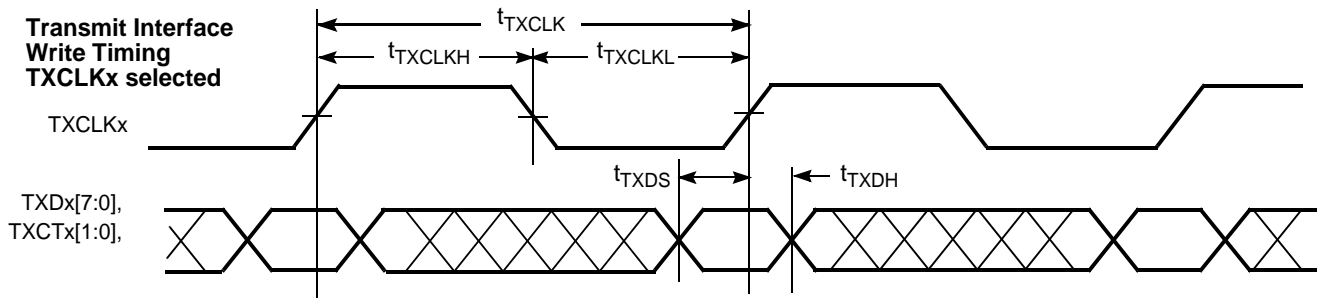 Transmit Interface
Write Timing
TXCLKx selected
tTXCLK
tTXCLKH
tTXCLKL
TXCLKx
tTXDS
tTXDH
TXDx[7:0],
TXCTx[1:0],